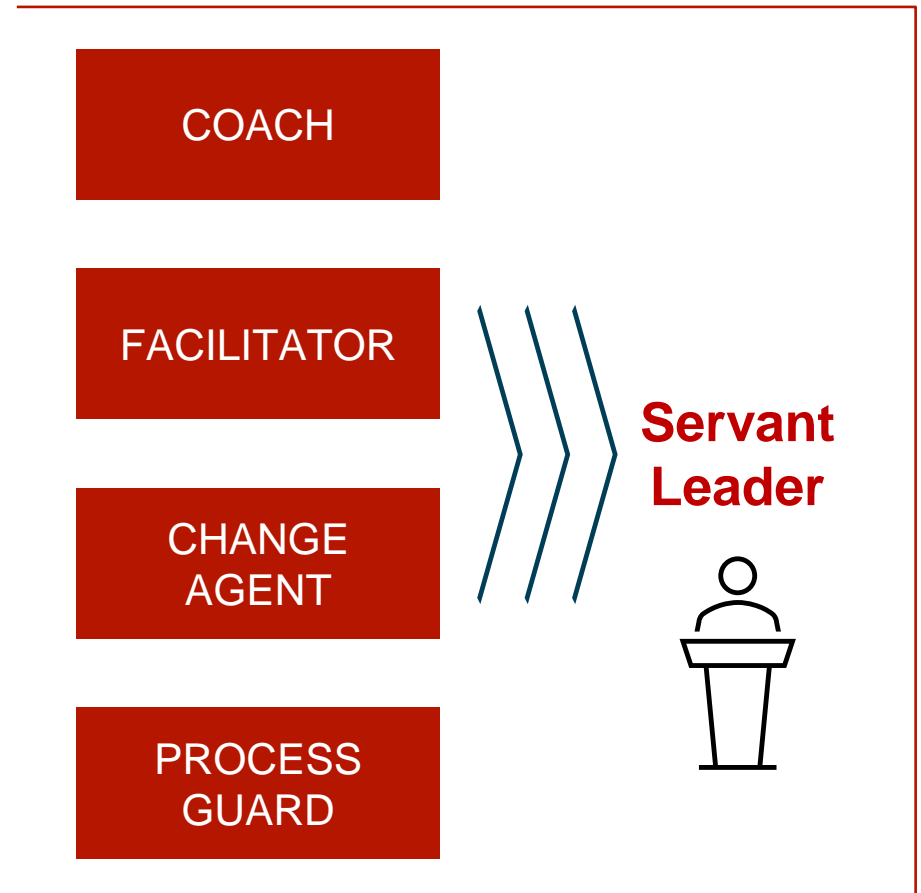 COACH
FACILITATOR
CHANGE
AGENT
PROCESS
GUARD
Servant
Leader